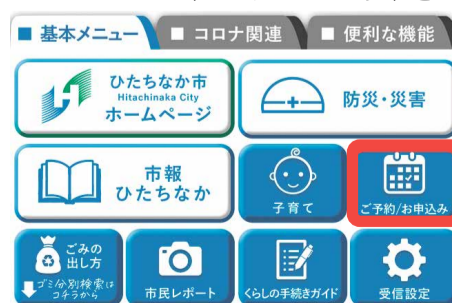 ■ 基本メニュー
■ コロナ関連
■ 便利な機能
ひたちなか市
Hitachinaka City
ホームページ
防災・災害
市報
ひたちなか
子育て
ご予約/お申込み
ごみの
出し方
ゴミ分別検索は
コチラから
市民レポート
くらしの手続きガイド
受信設定